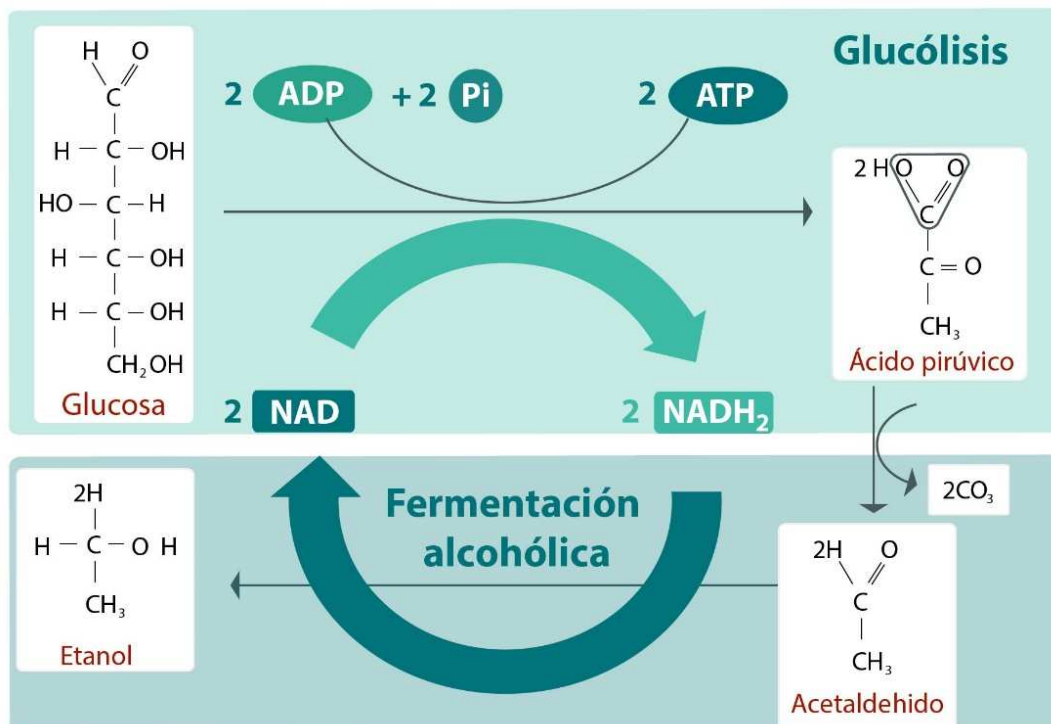 Glucólisis
2 ADP + 2 Pi
2 ATP
H O
C
H — C — OH
HO — C — H
H — C — OH
H — C — OH
CH₂OH
Glucosa
2 HO O
C
C = O
CH₃
Ácido pirúvico
2 NAD
2 NADH₂
2CO₃
Fermentación
alcohólica
2H
H — C — O H
CH₃
Etanol
2H O
C
CH₃
Acetaldehido